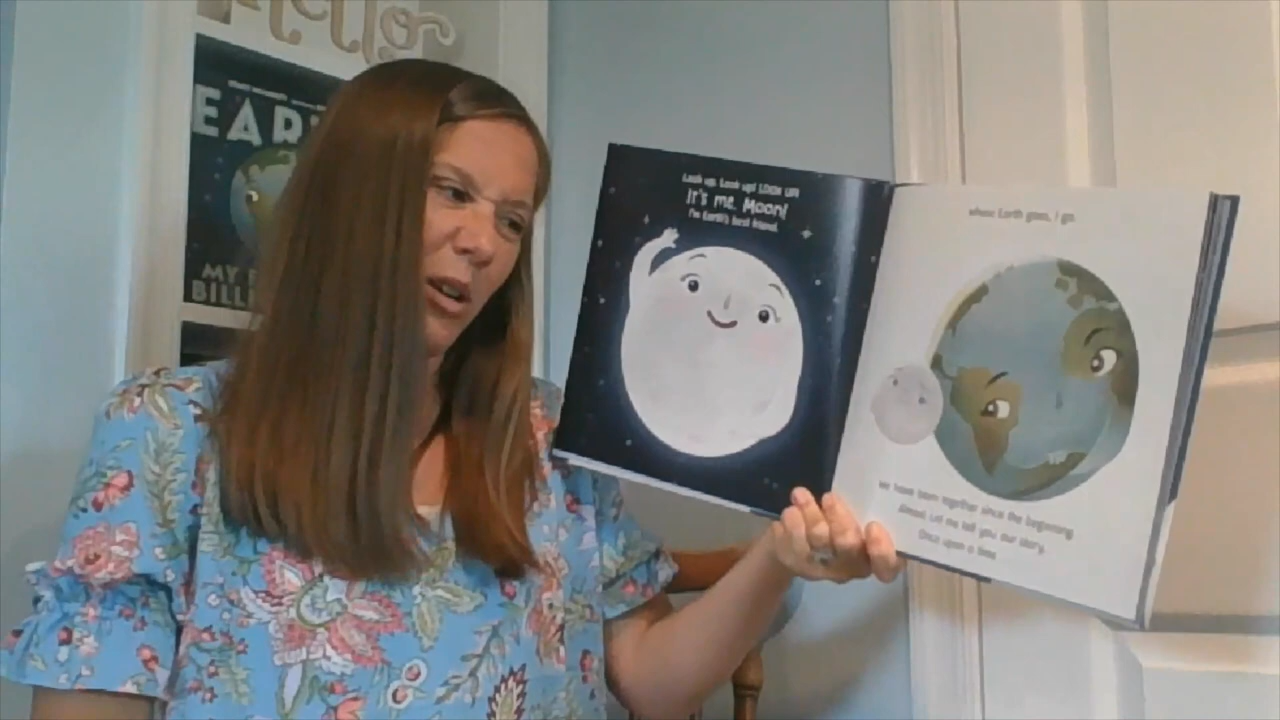 Hello
EAR
MY
BILL
Look up. Look up! LOOK UP!
It's me, Moon!
I'm Earth's best friend.
where Earth goes, I go.
We have been together since the beginning.
Almost. Let me tell you our story.
Once upon a time